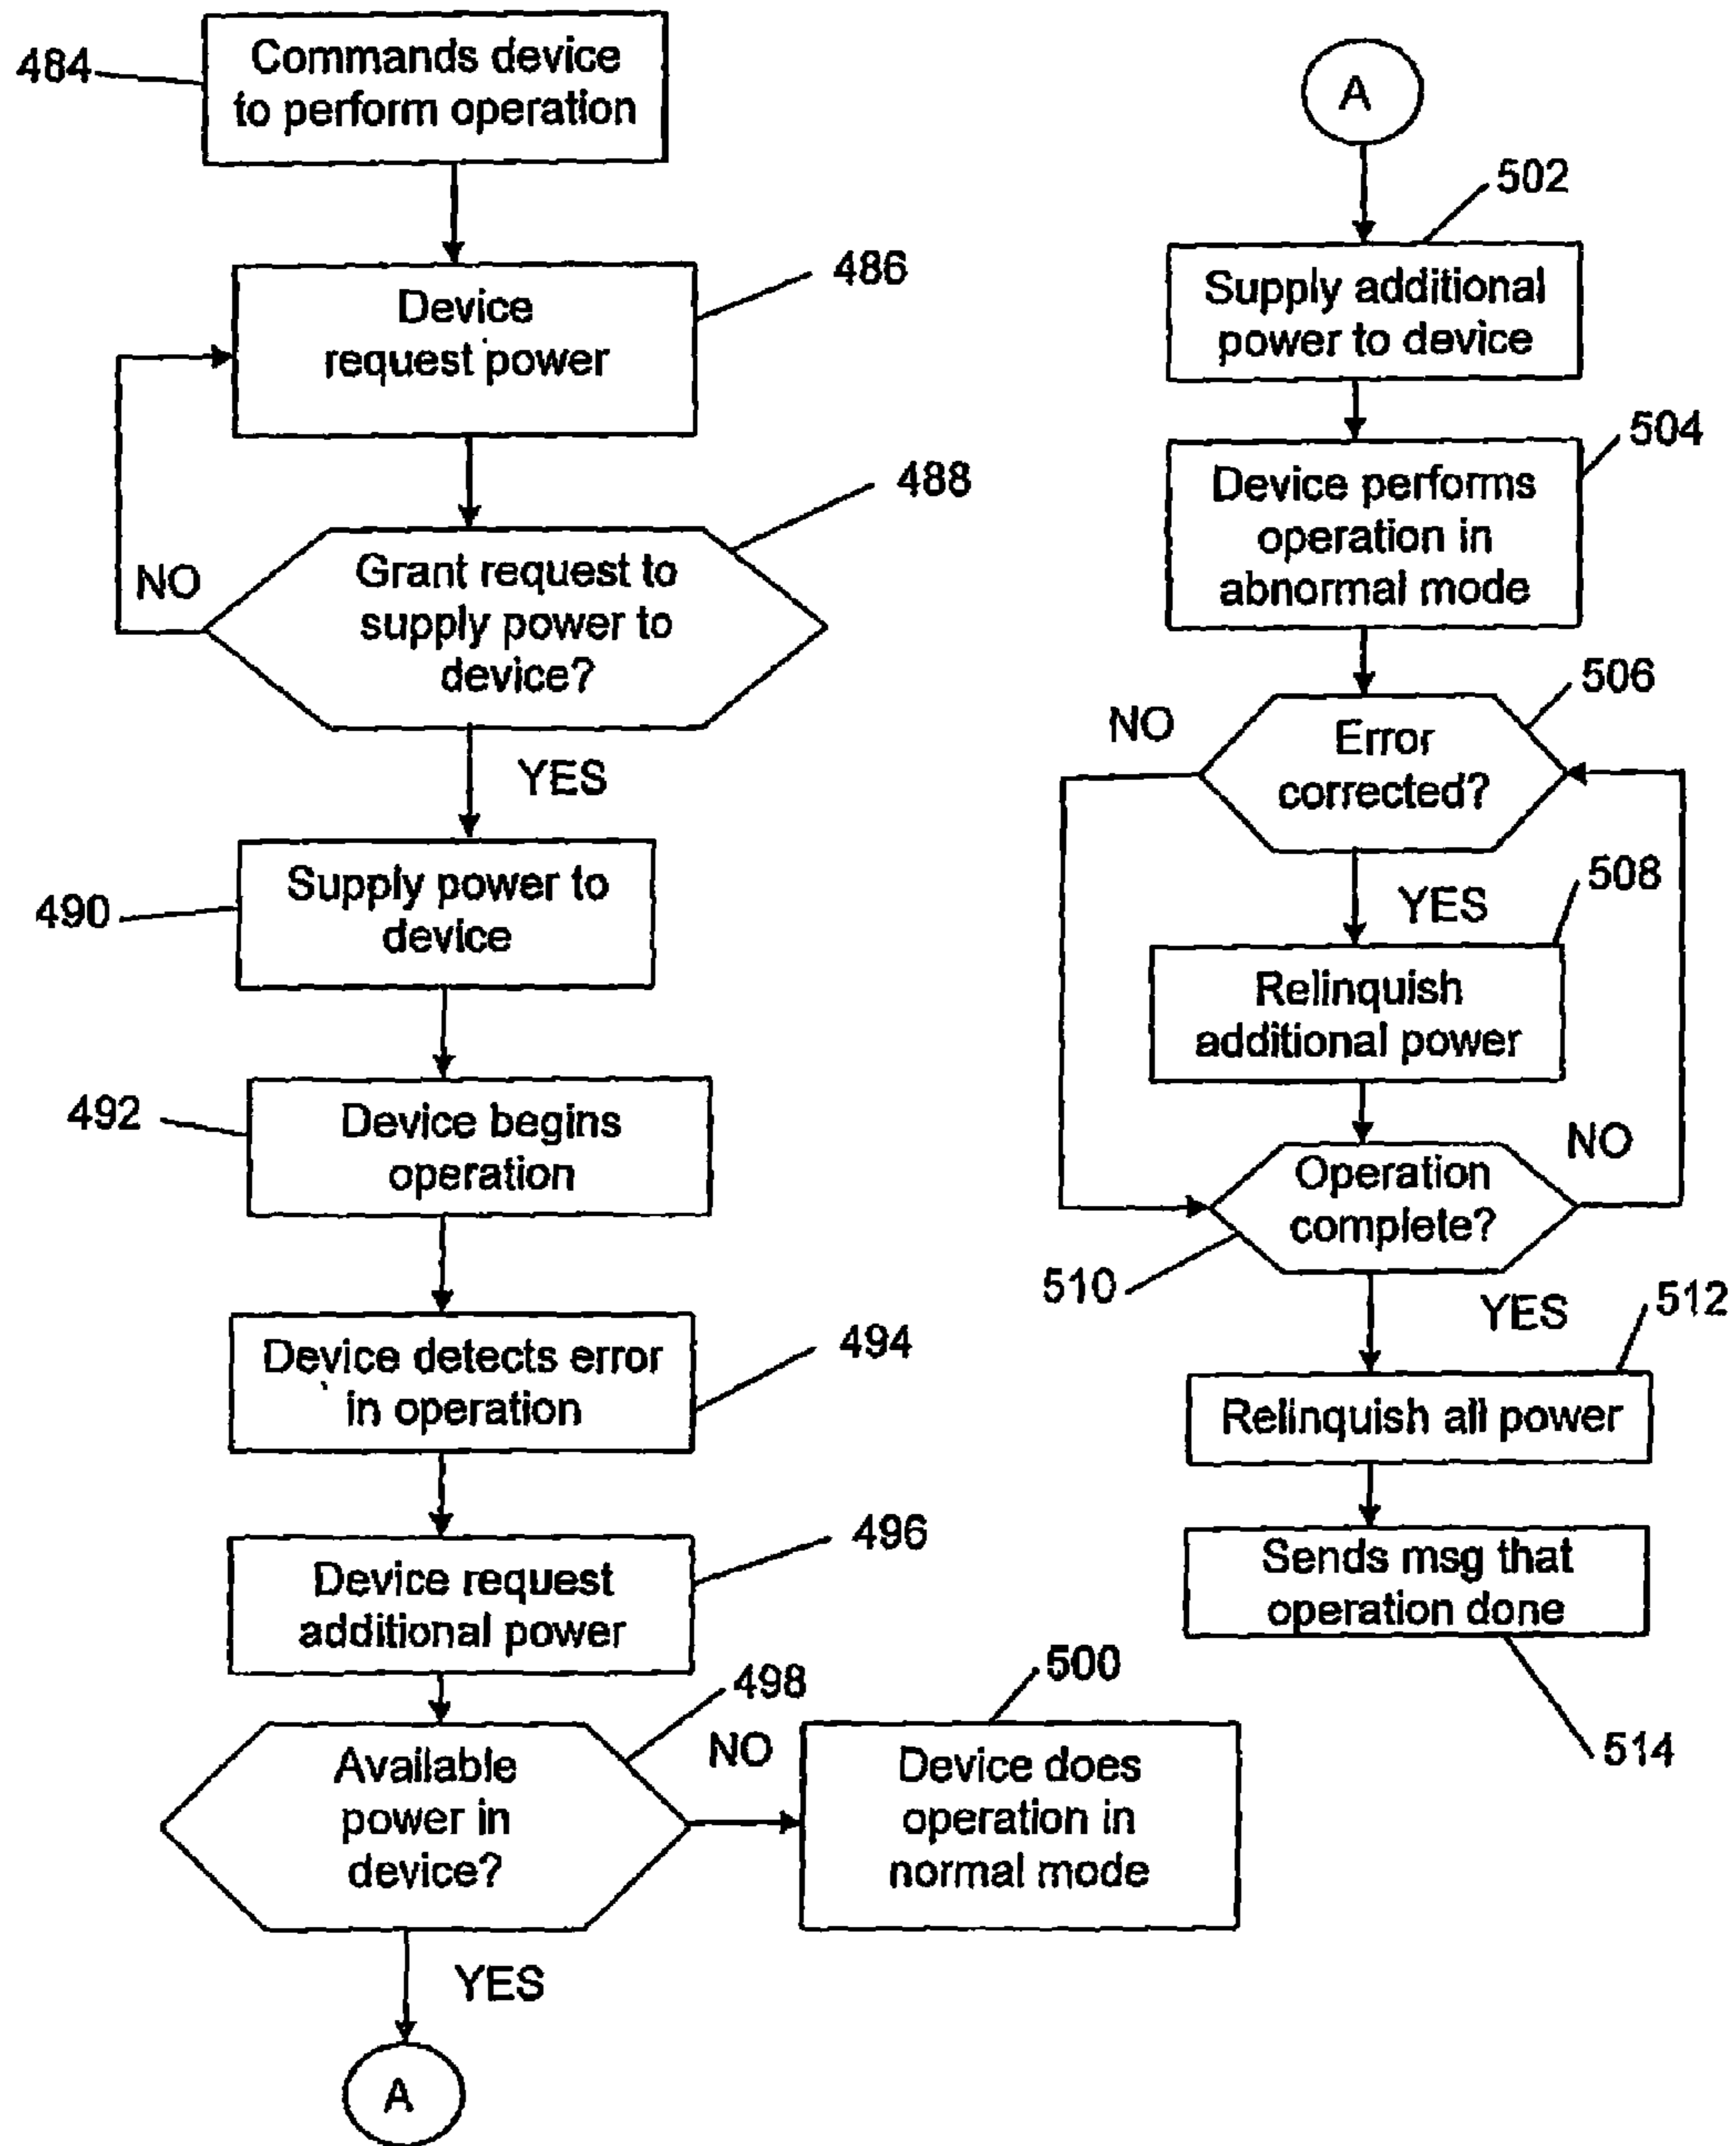 484
Commands device
to perform operation
Device
request power
486
Grant request to
supply power to
device?
488
NO
YES
Supply power to
device
490
Device begins
operation
492
Device detects error
in operation
494
Device request
additional power
496
Available
power in
device?
498
NO
Device does
operation in
normal mode
500
YES
A
A
502
Supply additional
power to device
504
Device performs
operation in
abnormal mode
506
Error
corrected?
NO
YES
508
Relinquish
additional power
Operation
complete?
NO
510
YES
512
Relinquish all power
Sends msg that
operation done
514